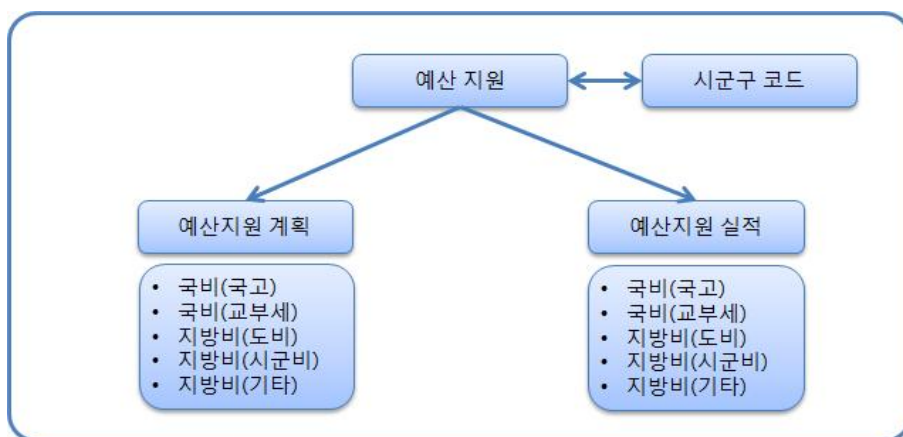 예산 지원
시군구 코드
예산지원 계획
• 국비(국고)
• 국비(교부세)
• 지방비(도비)
• 지방비(시군비)
• 지방비(기타)
예산지원 실적
• 국비(국고)
• 국비(교부세)
• 지방비(도비)
• 지방비(시군비)
• 지방비(기타)